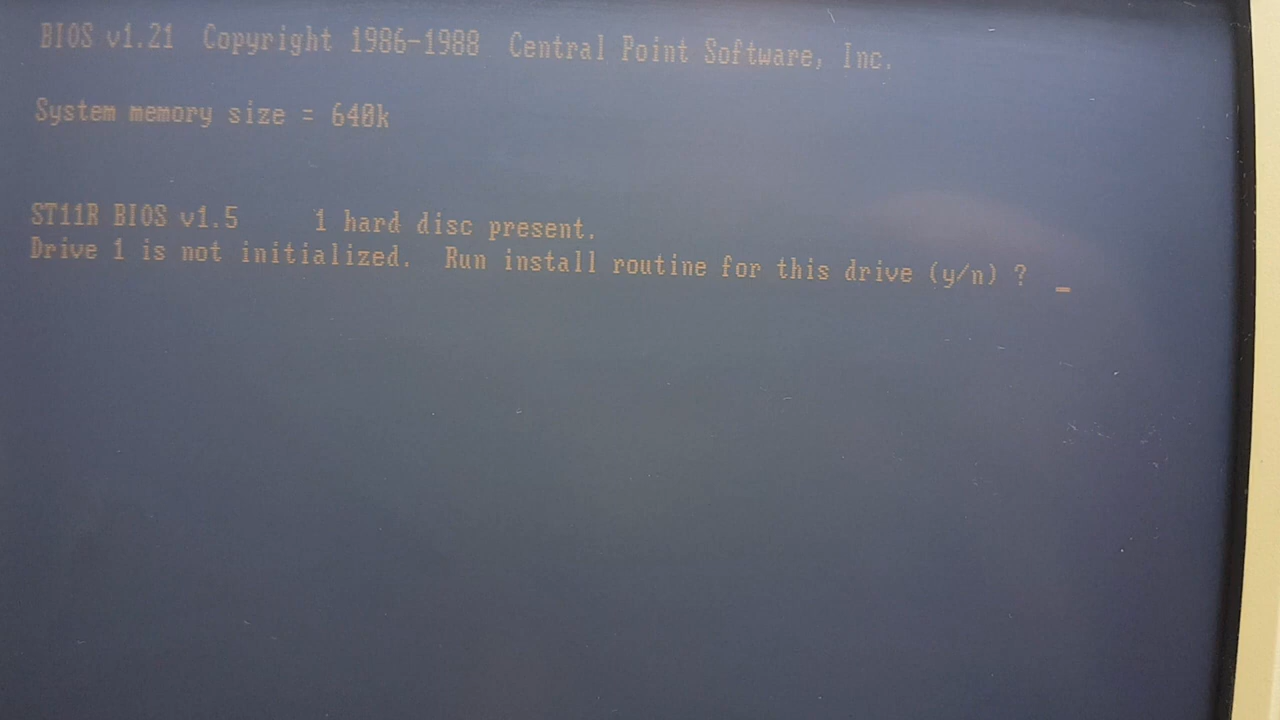 BIOS v1.21 Copyright 1986-1988 Central Point Software, Inc.
System memory size = 640k
ST11R BIOS v1.5 1 hard disc present.
Drive 1 is not initialized. Run install routine for this drive (y/n) ? _